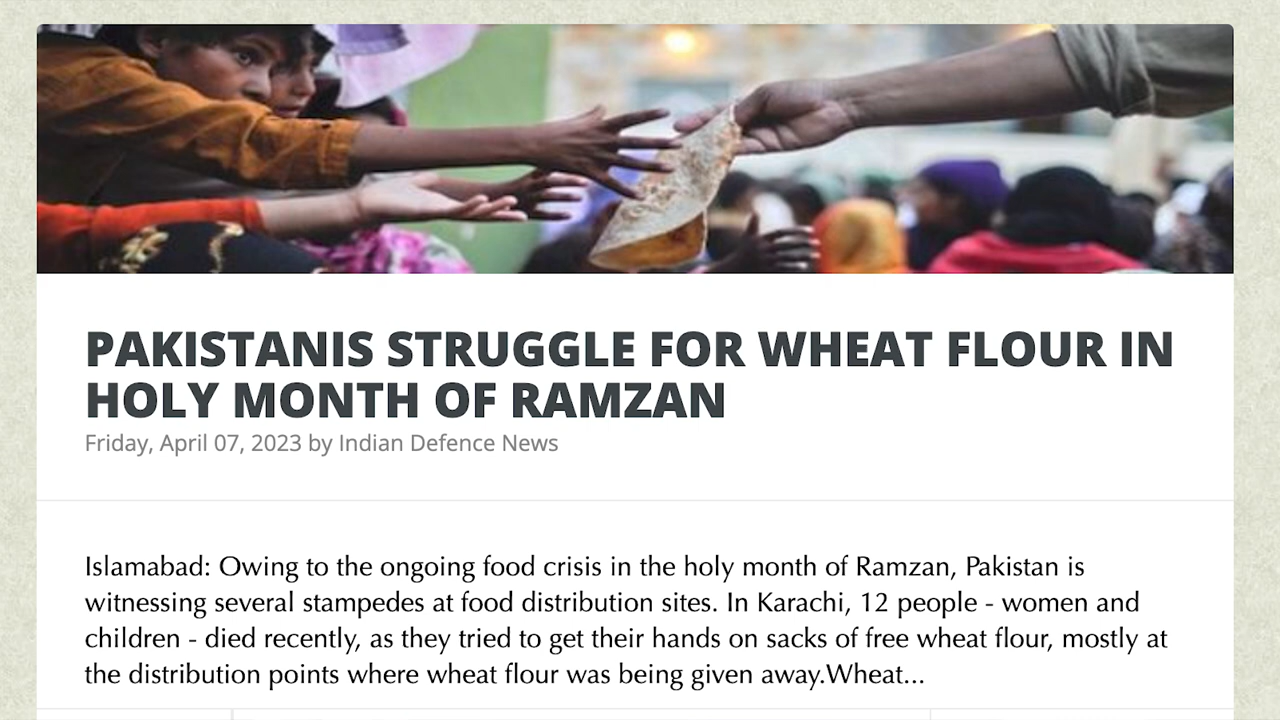 PAKISTANIS STRUGGLE FOR WHEAT FLOUR IN
HOLY MONTH OF RAMZAN
Friday, April 07, 2023 by Indian Defence News
Islamabad: Owing to the ongoing food crisis in the holy month of Ramzan, Pakistan is
witnessing several stampedes at food distribution sites. In Karachi, 12 people - women and
children - died recently, as they tried to get their hands on sacks of free wheat flour, mostly at
the distribution points where wheat flour was being given away.Wheat...